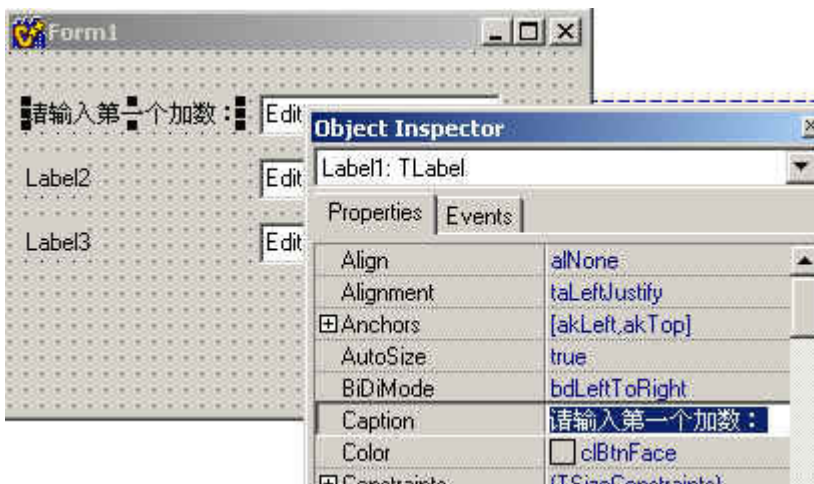 Form1
请输入第一个加数：
Edit
Label2
Edit
Label3
Edit
Object Inspector
Label1: TLabel
Properties Events
Align alNone
Alignment taLeftJustify
Anchors [akLeft,akTop]
AutoSize true
BiDiMode bdLeftToRight
Caption 请输入第一个加数：
Color clBtnFace
Constraints (TSizeConstraints)